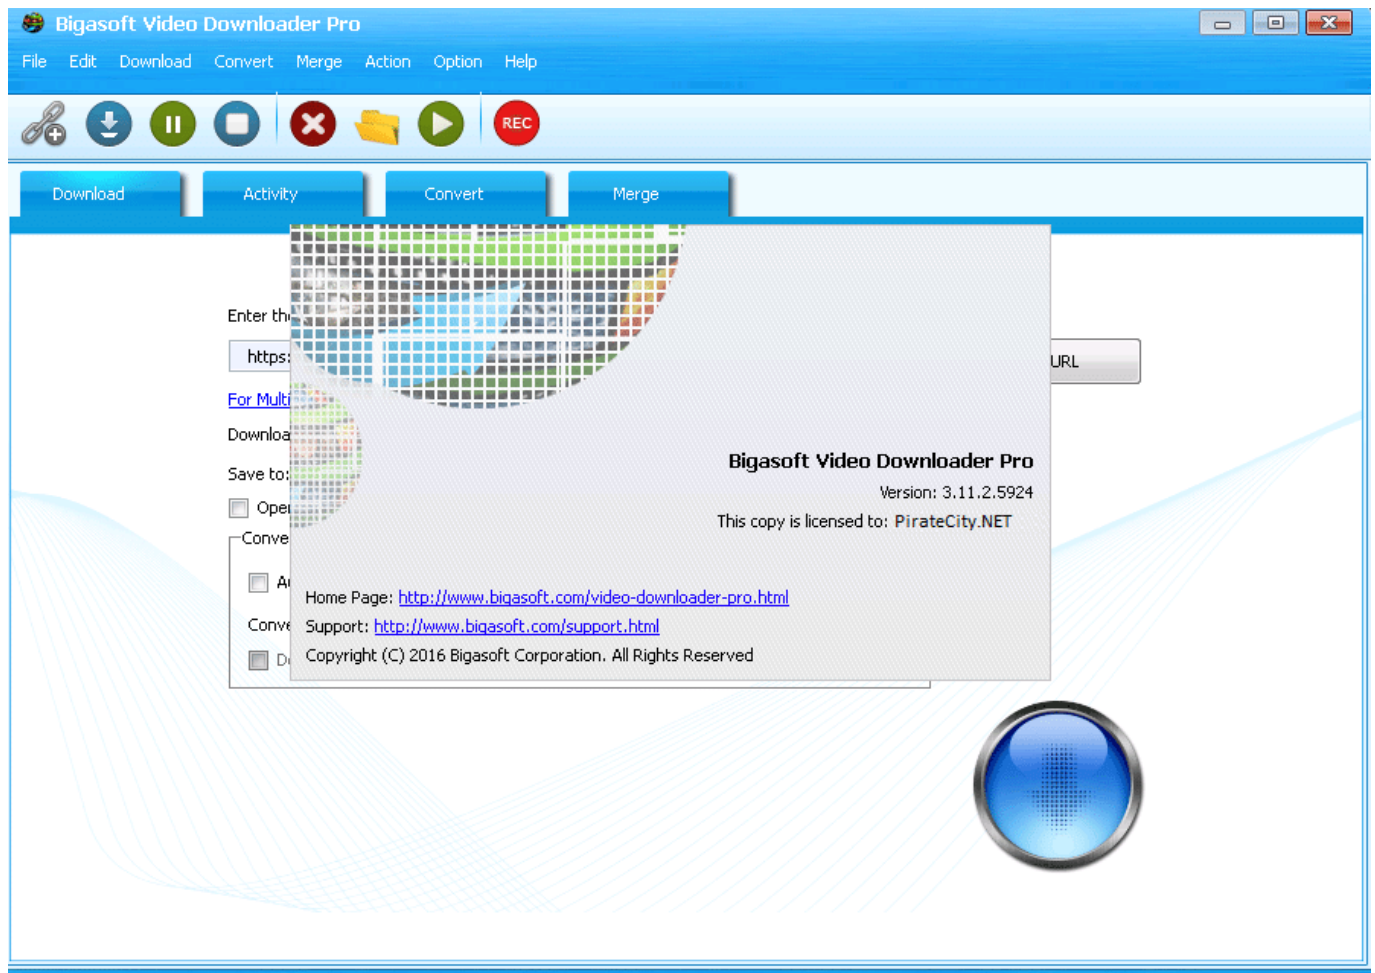 Bigasoft Video Downloader Pro
File Edit Download Convert Merge Action Option Help
REC
Download Activity Convert Merge
Enter the
https:
URL
For Multi
Downloa
Bigasoft Video Downloader Pro
Save to:
Version: 3.11.2.5924
Open
This copy is licensed to: PirateCity.NET
Conve
Home Page: http://www.bigasoft.com/video-downloader-pro.html
Conve
Support: http://www.bigasoft.com/support.html
Copyright (C) 2016 Bigasoft Corporation. All Rights Reserved